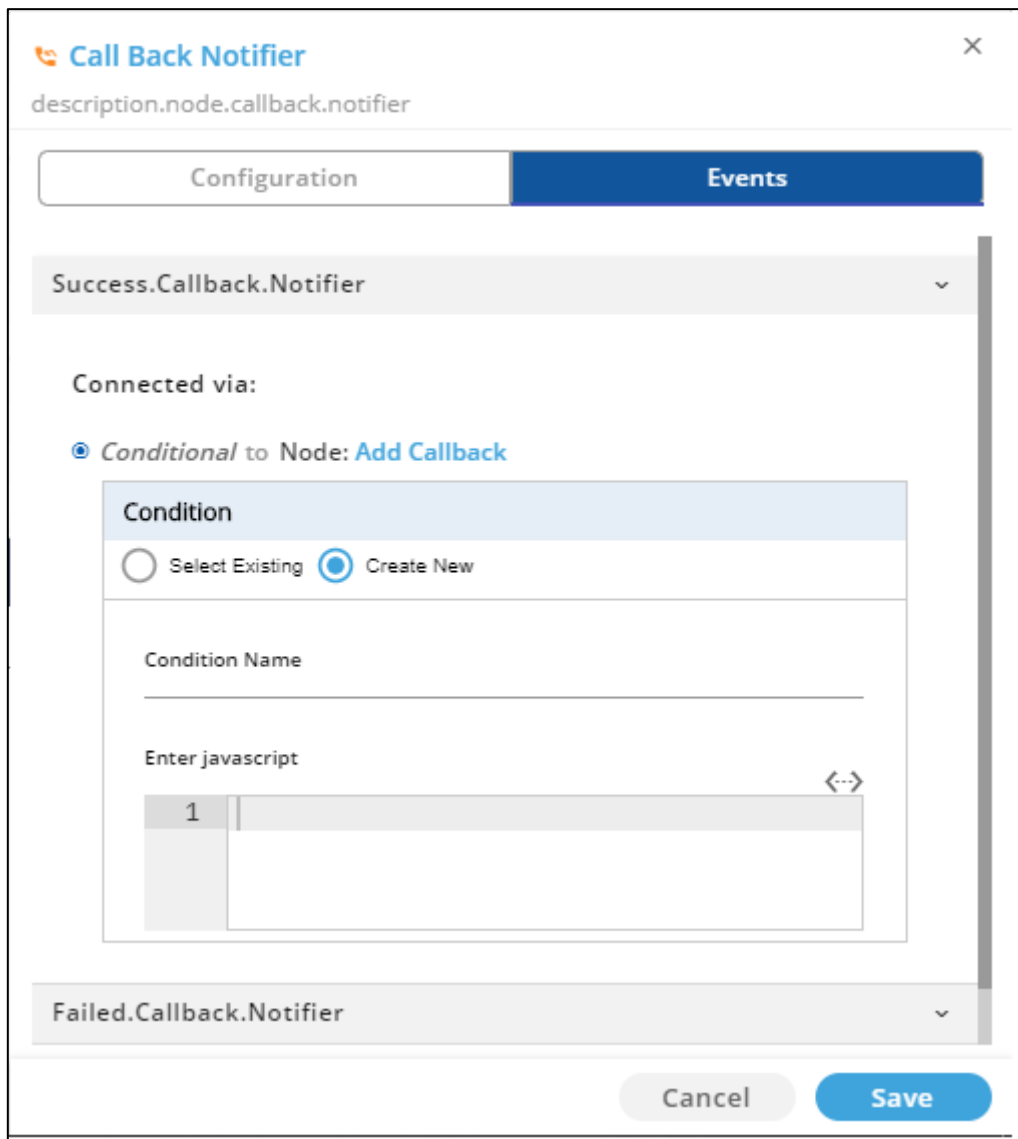 Call Back Notifier
description.node.callback.notifier
Configuration Events
Success.Callback.Notifier
Connected via:
Conditional to Node: Add Callback
Condition
Select Existing Create New
Condition Name
Enter javascript
1
Failed.Callback.Notifier
Cancel Save